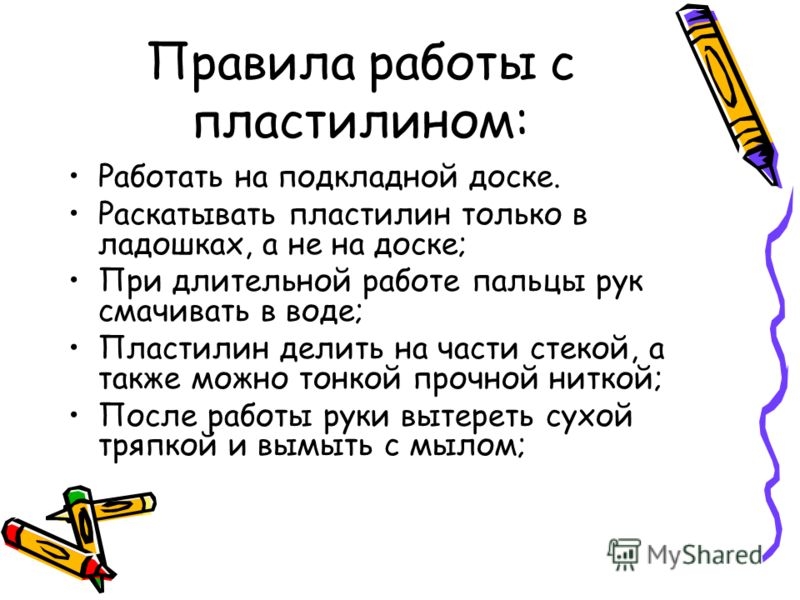 Правила работы с
пластилином:
• Работать на подкладной доске.
• Раскатывать пластилин только в
ладошках, а не на доске;
• При длительной работе пальцы рук
смачивать в воде;
• Пластилин делить на части стекой, а
также можно тонкой прочной ниткой;
• После работы руки вытереть сухой
тряпкой и вымыть с мылом;
MyShared